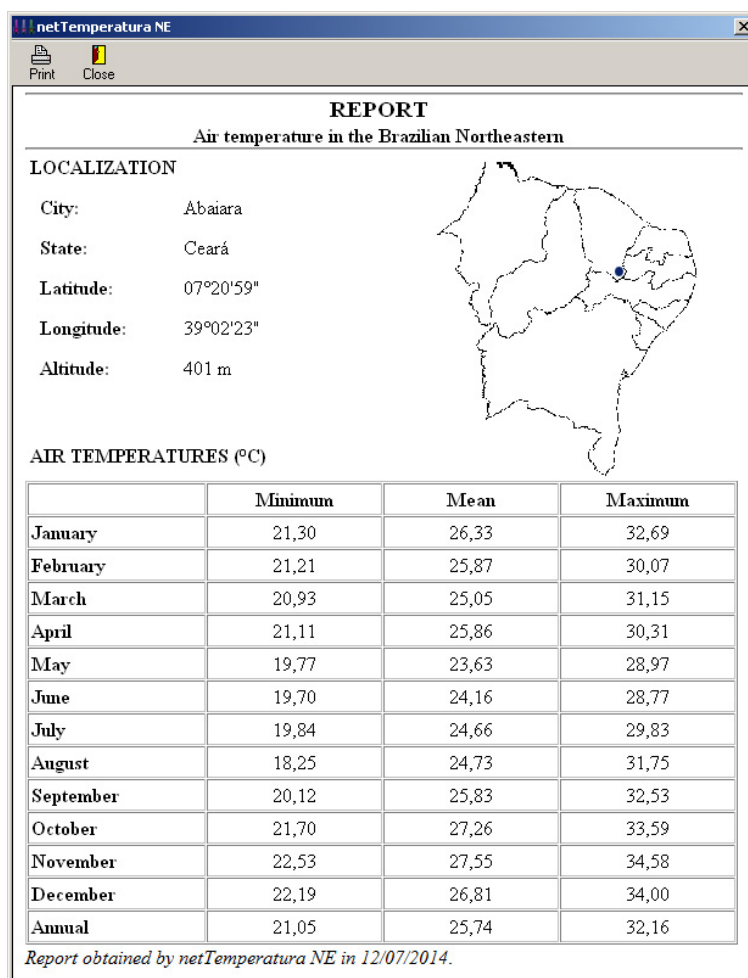 netTemperatura NE
Print Close
REPORT
Air temperature in the Brazilian Northeastern
LOCALIZATION
City: Abaiara
State: Ceará
Latitude: 07°20'59"
Longitude: 39°02'23"
Altitude: 401 m
AIR TEMPERATURES (°C)
Minimum Mean Maximum
January 21,30 26,33 32,69
February 21,21 25,87 30,07
March 20,93 25,05 31,15
April 21,11 25,86 30,31
May 19,77 23,63 28,97
June 19,70 24,16 28,77
July 19,84 24,66 29,83
August 18,25 24,73 31,75
September 20,12 25,83 32,53
October 21,70 27,26 33,59
November 22,53 27,55 34,58
December 22,19 26,81 34,00
Annual 21,05 25,74 32,16
Report obtained by netTemperatura NE in 12/07/2014.